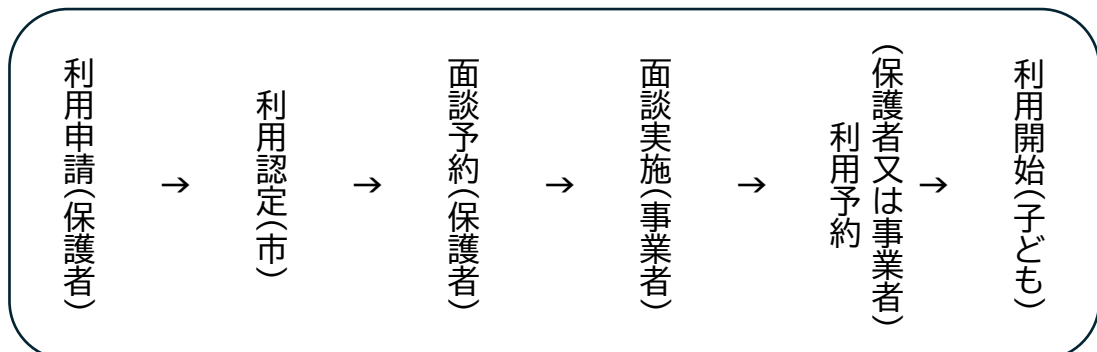 利用申請(保護者)
→
利用認定(市)
→
面談予約(保護者)
→
面談実施(事業者)
→
利用予約
(保護者又は事業者)
→
利用開始(子ども)